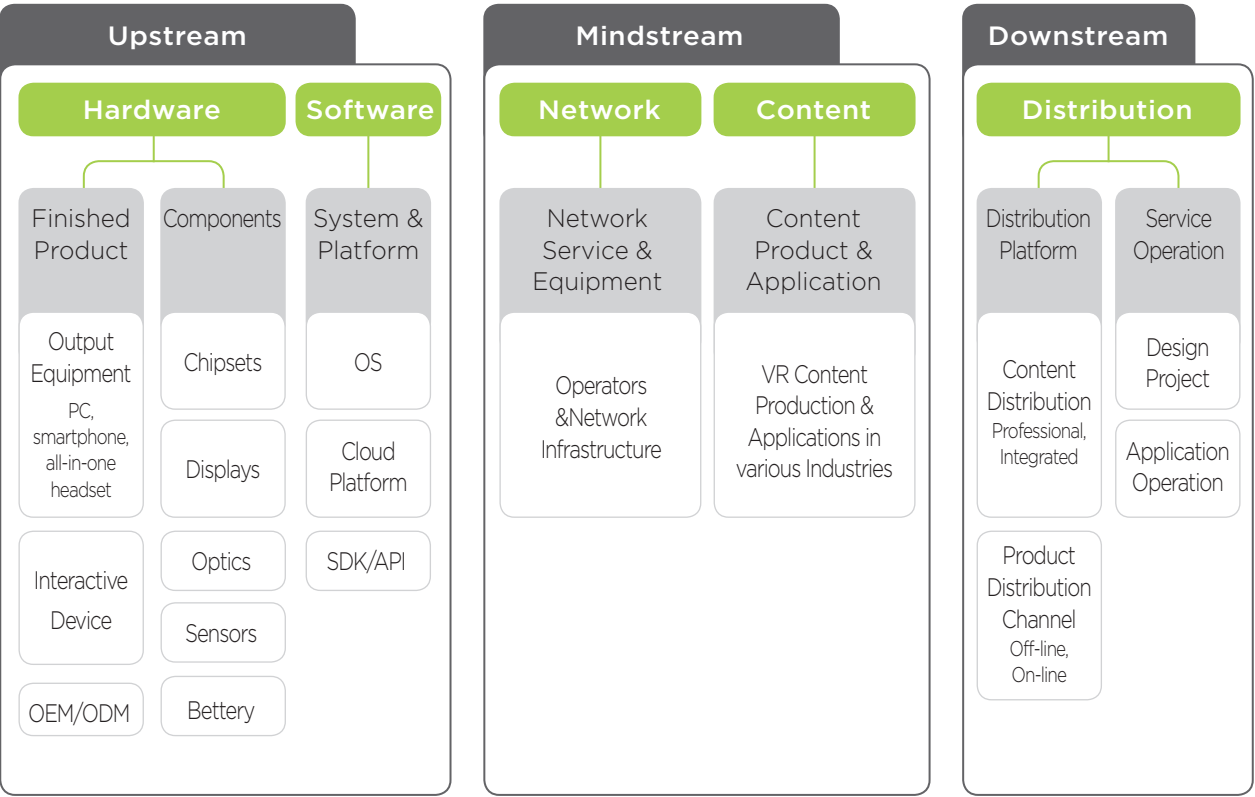 Upstream
Hardware
Software
Finished
Product
Components
System &
Platform
Output
Equipment
PC,
smartphone,
all-in-one
headset
Interactive
Device
OEM/ODM
Chipsets
Displays
Optics
Sensors
Bettery
OS
Cloud
Platform
SDK/API
Mindstream
Network
Content
Network
Service &
Equipment
Content
Product &
Application
Operators
&Network
Infrastructure
VR Content
Production &
Applications in
various Industries
Downstream
Distribution
Distribution
Platform
Service
Operation
Content
Distribution
Professional,
Integrated
Product
Distribution
Channel
Off-line,
On-line
Design
Project
Application
Operation